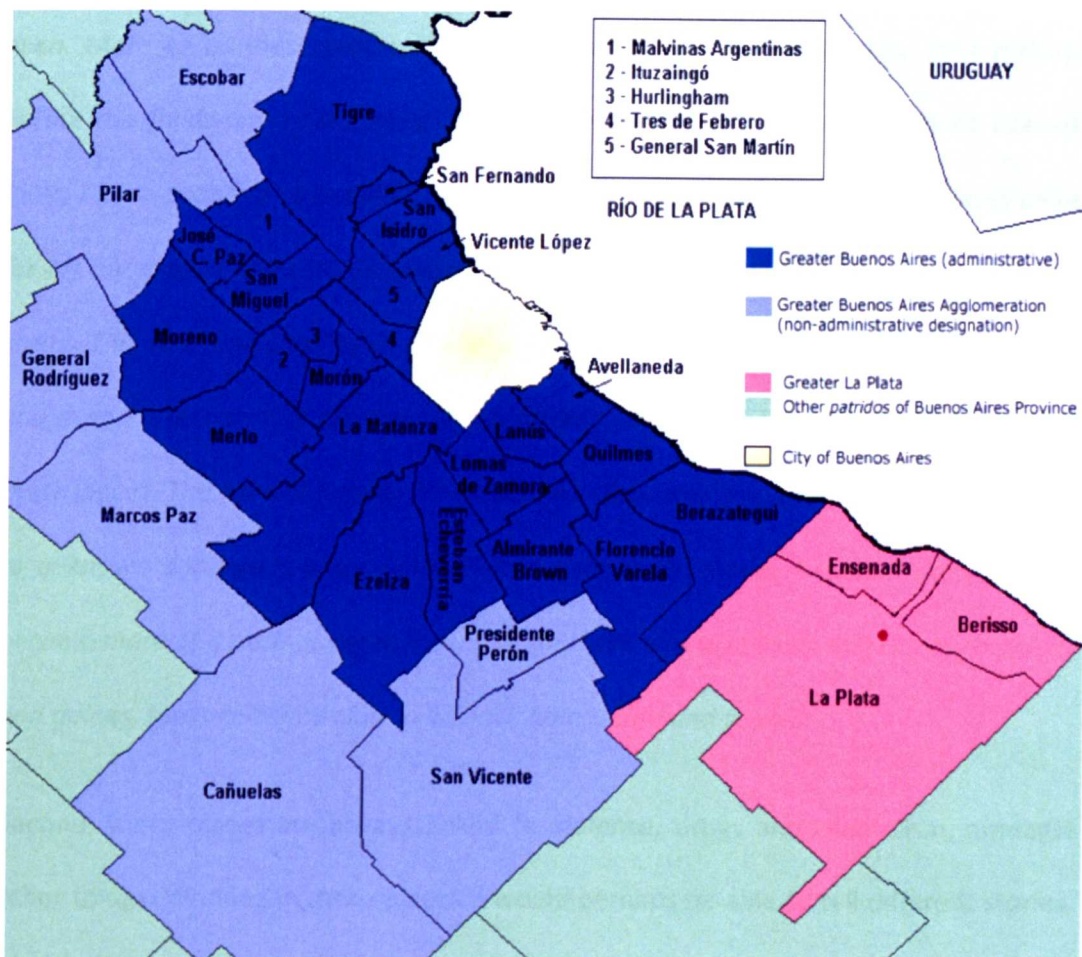 Escobar
Tigre
Pilar
San Fernando
San
Isidro
Vicente López
José
C. Paz
1
San
Miguel
5
Moreno
3
4
2
Morón
General
Rodríguez
Merlo
La Matanza
Avellaneda
Lanús
Quilmes
Lomas
de Zamora
Marcos Paz
Berazategui
Esteban
Echeverría
Ezeiza
Almirante
Brown
Florencio
Varela
Ensenada
Berisso
Presidente
Perón
La Plata
San Vicente
Cañuelas
1 - Malvinas Argentinas
2 - Ituzaingó
3 - Hurlingham
4 - Tres de Febrero
5 - General San Martín
URUGUAY
RÍO DE LA PLATA
Greater Buenos Aires (administrative)
Greater Buenos Aires Agglomeration
(non-administrative designation)
Greater La Plata
Other patridos of Buenos Aires Province
City of Buenos Aires